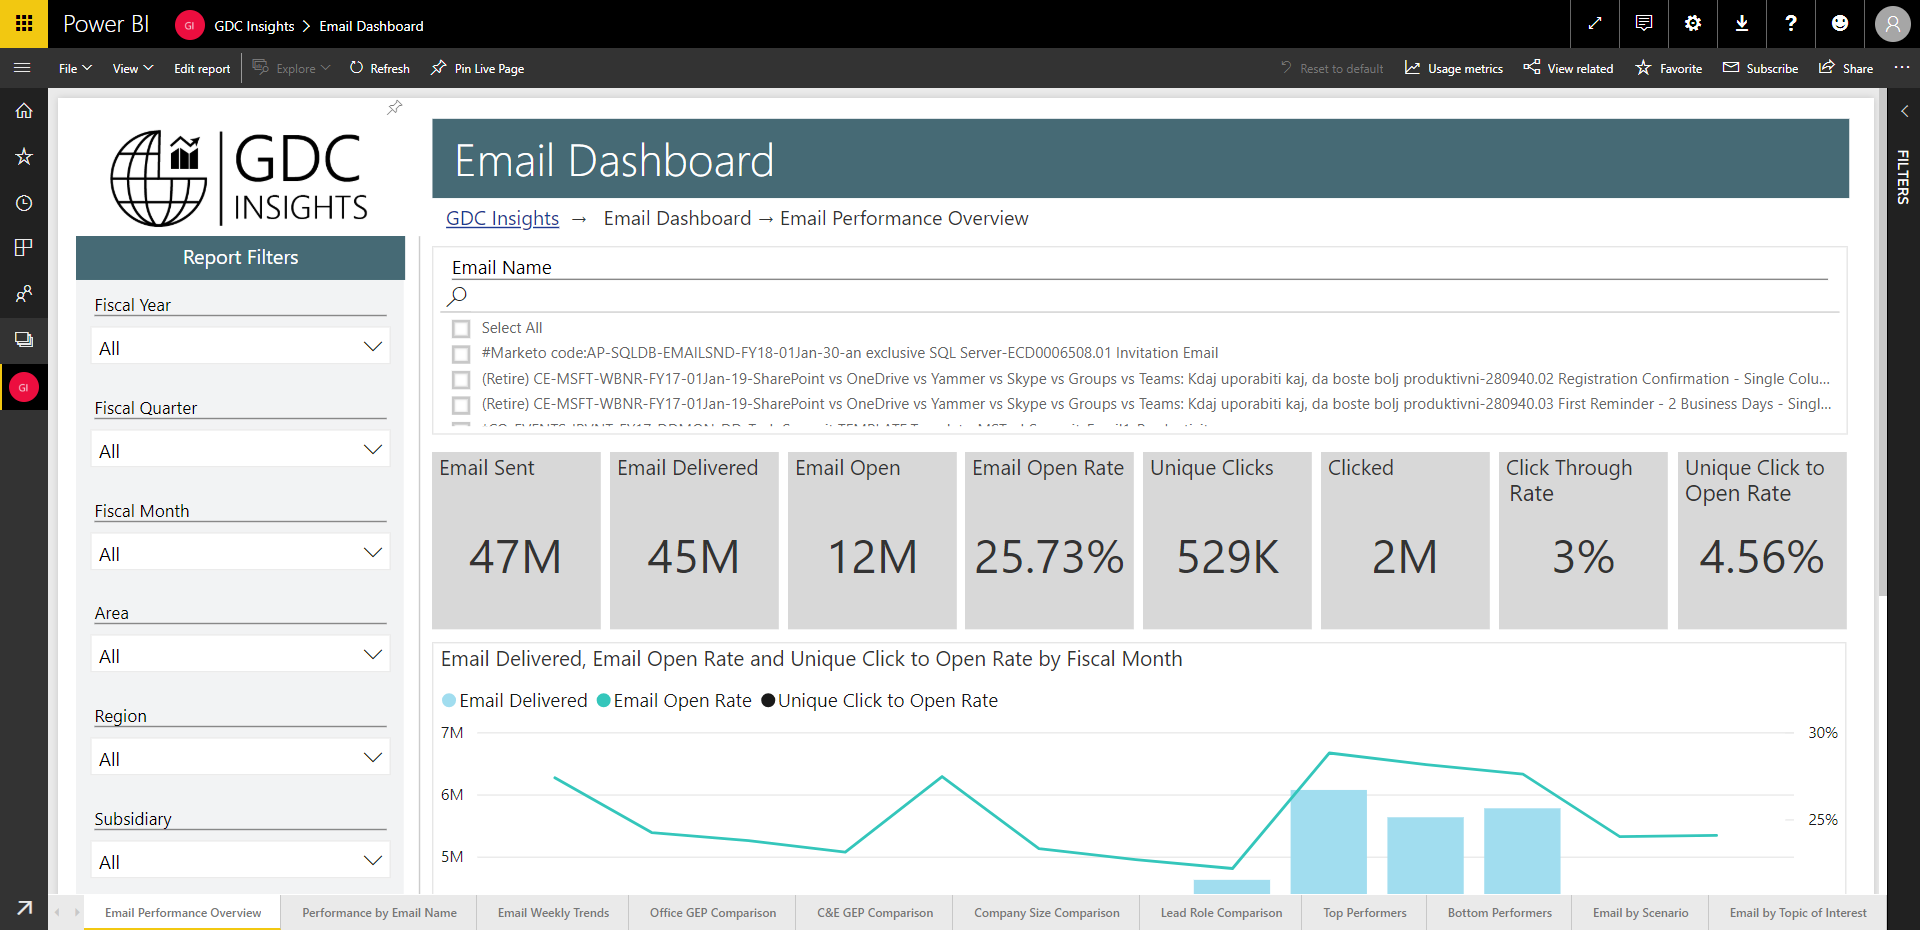 Power BI
GI
GDC Insights > Email Dashboard
File
View
Edit report
Explore
Refresh
Pin Live Page
Reset to default
Usage metrics
View related
Favorite
Subscribe
Share
GDC
INSIGHTS
Email Dashboard
GDC Insights → Email Dashboard → Email Performance Overview
FILTERS
GI
Report Filters
Fiscal Year
All
Fiscal Quarter
All
Fiscal Month
All
Area
All
Region
All
Subsidiary
All
Email Name
Select All
#Marketo code:AP-SQLDB-EMAILSND-FY18-01Jan-30-an exclusive SQL Server-ECD0006508.01 Invitation Email
(Retire) CE-MSFT-WBNR-FY17-01Jan-19-SharePoint vs OneDrive vs Yammer vs Skype vs Groups vs Teams: Kdaj uporabiti kaj, da boste bolj produktivni-280940.02 Registration Confirmation - Single Colu...
(Retire) CE-MSFT-WBNR-FY17-01Jan-19-SharePoint vs OneDrive vs Yammer vs Skype vs Groups vs Teams: Kdaj uporabiti kaj, da boste bolj produktivni-280940.03 First Reminder - 2 Business Days - Singl...
Email Sent
47M
Email Delivered
45M
Email Open
12M
Email Open Rate
25.73%
Unique Clicks
529K
Clicked
2M
Click Through
Rate
3%
Unique Click to
Open Rate
4.56%
Email Delivered, Email Open Rate and Unique Click to Open Rate by Fiscal Month
Email Delivered
Email Open Rate
Unique Click to Open Rate
7M
6M
5M
30%
25%
Email Performance Overview
Performance by Email Name
Email Weekly Trends
Office GEP Comparison
C&E GEP Comparison
Company Size Comparison
Lead Role Comparison
Top Performers
Bottom Performers
Email by Scenario
Email by Topic of Interest